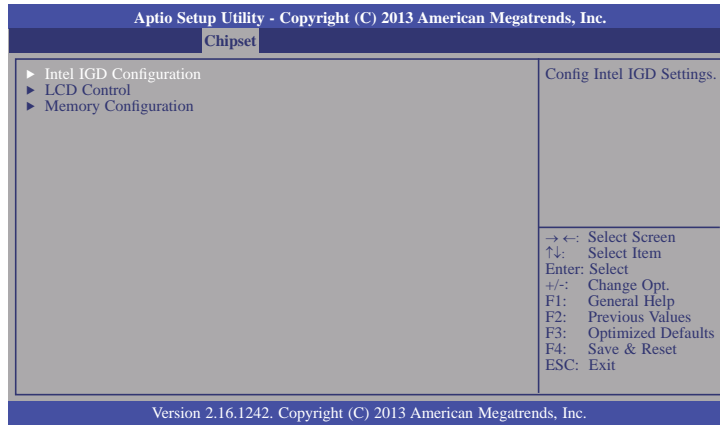 Aptio Setup Utility - Copyright (C) 2013 American Megatrends, Inc.
Chipset
► Intel IGD Configuration
► LCD Control
► Memory Configuration
Config Intel IGD Settings.
→ ←: Select Screen
↑↓: Select Item
Enter: Select
+/-: Change Opt.
F1: General Help
F2: Previous Values
F3: Optimized Defaults
F4: Save & Reset
ESC: Exit
Version 2.16.1242. Copyright (C) 2013 American Megatrends, Inc.